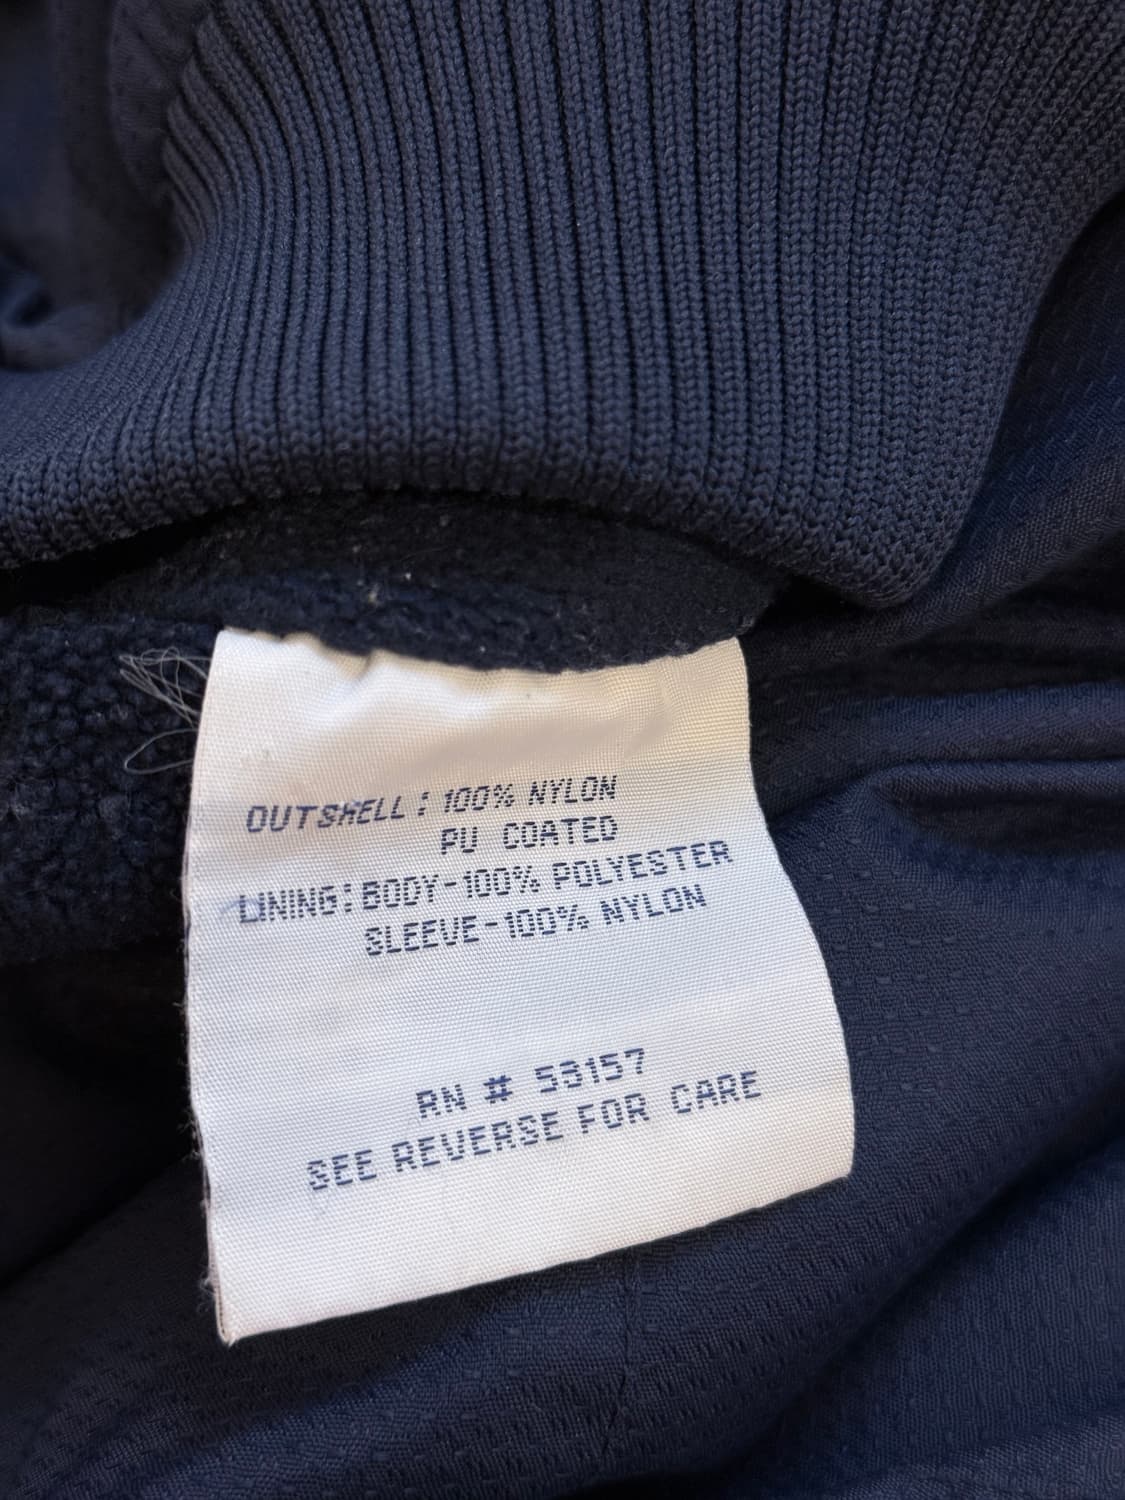 OUTSHELL: 100% NYLON
PU COATED
LINING: BODY-100% POLYESTER
SLEEVE-100% NYLON
RN # 53157
SEE REVERSE FOR CARE